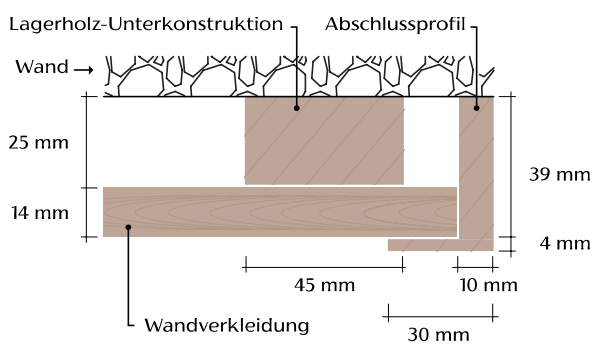 Lagerholz-Unterkonstruktion
Abschlussprofil
Wand
25 mm
39 mm
14 mm
4 mm
45 mm
10 mm
Wandverkleidung
30 mm